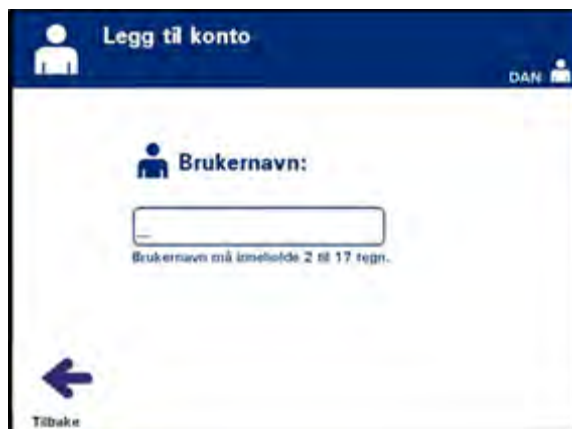 Legg til konto
DAN
Brukernavn:
_
Brukernavn må inneholde 2 til 17 tegn.
Tilbake